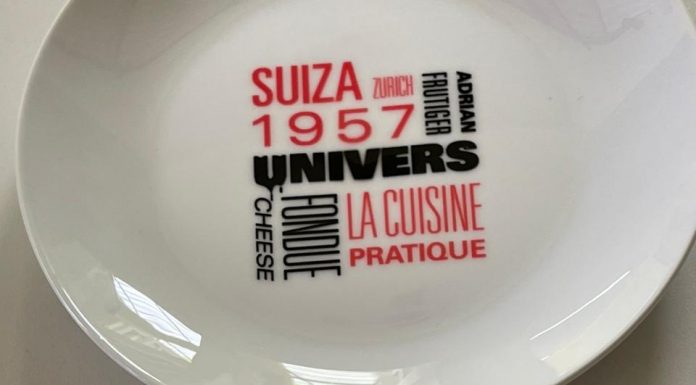 SUIZA
ZURICH
FRUTIGER
ADRIAN
1957
UNIVERS
CHEESE
FONDUE
LA CUISINE
PRATIQUE